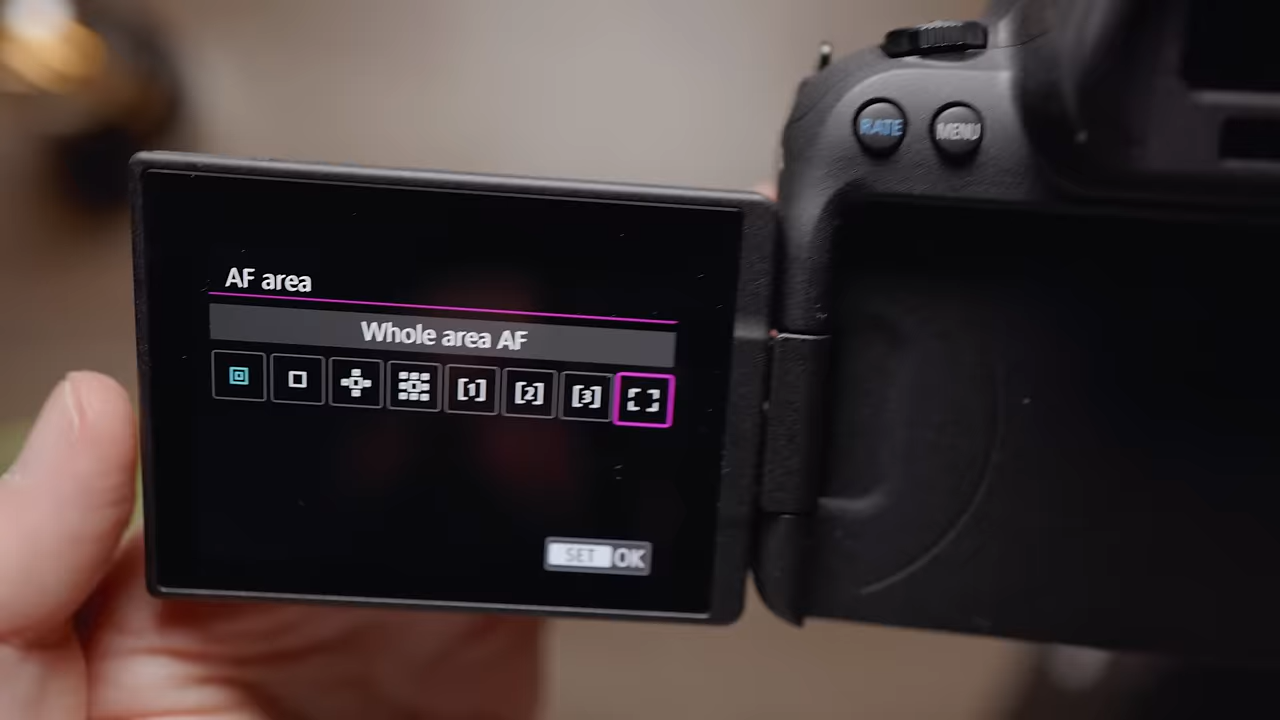 RATE MENU
AF area
Whole area AF
[1] [2] [3]
SET OK